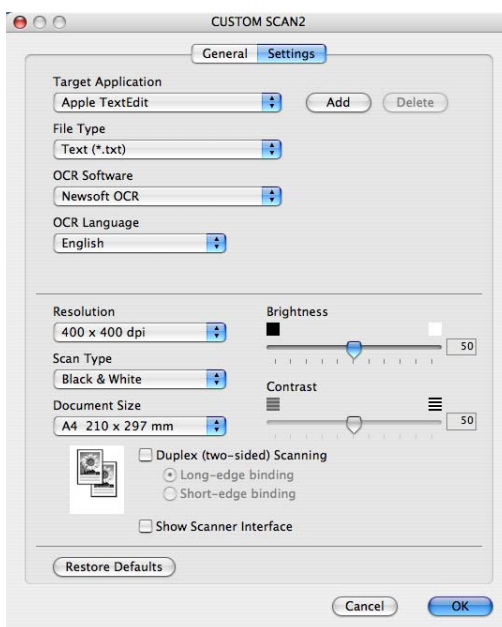 CUSTOM SCAN2
General Settings
Target Application
Apple TextEdit Add Delete
File Type
Text (*.txt)
OCR Software
Newsoft OCR
OCR Language
English
Resolution
400 x 400 dpi
Scan Type
Black & White
Document Size
A4 210 x 297 mm
Brightness
50
Contrast
50
Duplex (two-sided) Scanning
Long-edge binding
Short-edge binding
Show Scanner Interface
Restore Defaults
Cancel OK